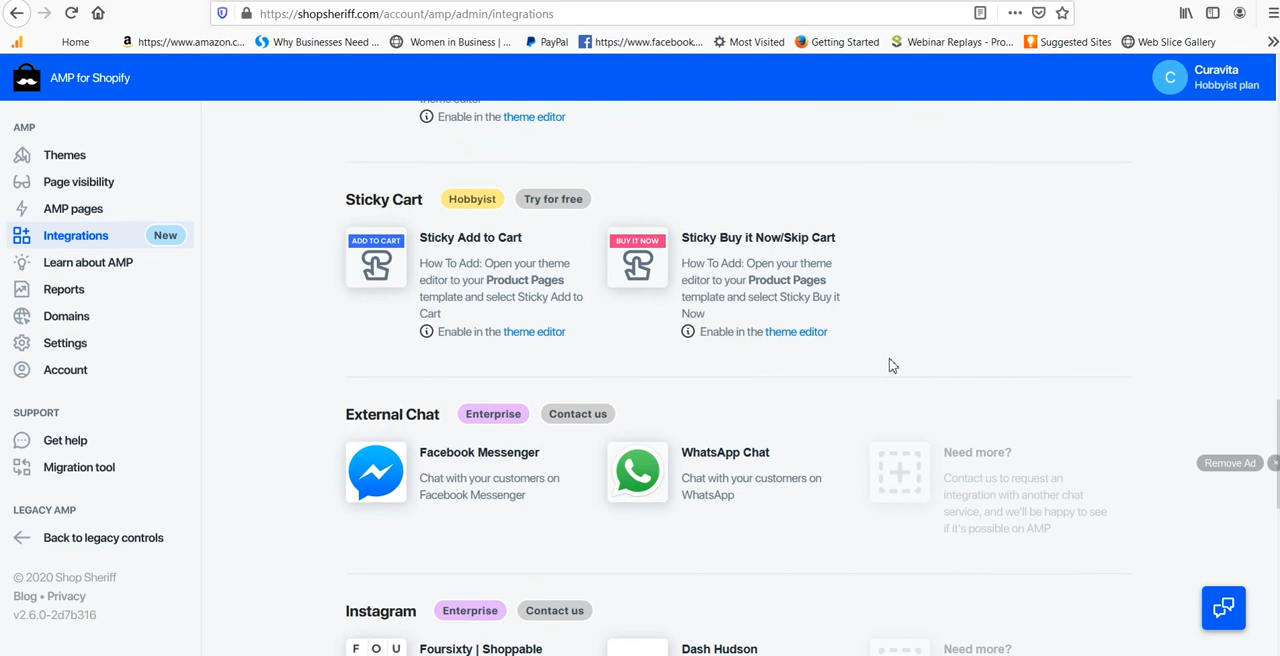 https://shopsheriff.com/account/amp/admin/integrations
Home
https://www.amazon.c...
Why Businesses Need ...
Women in Business | ...
PayPal
https://www.facebook....
Most Visited
Getting Started
Webinar Replays - Pro...
Suggested Sites
Web Slice Gallery
AMP for Shopify
C
Curavita
Hobbyist plan
AMP
Themes
Page visibility
AMP pages
Integrations New
Learn about AMP
Reports
Domains
Settings
Account
SUPPORT
Get help
Migration tool
LEGACY AMP
Back to legacy controls
© 2020 Shop Sheriff
Blog • Privacy
v2.6.0-2d7b316
theme editor
Enable in the theme editor
Sticky Cart Hobbyist Try for free
ADD TO CART
Sticky Add to Cart
How To Add: Open your theme
editor to your Product Pages
template and select Sticky Add to
Cart
Enable in the theme editor
BUY IT NOW
Sticky Buy it Now/Skip Cart
How To Add: Open your theme
editor to your Product Pages
template and select Sticky Buy it
Now
Enable in the theme editor
External Chat Enterprise Contact us
Facebook Messenger
Chat with your customers on
Facebook Messenger
WhatsApp Chat
Chat with your customers on
WhatsApp
Need more?
Contact us to request an
integration with another chat
service, and we'll be happy to see
if it's possible on AMP
Remove Ad
Instagram Enterprise Contact us
F O U
Foursixty | Shoppable
Dash Hudson
Need more?